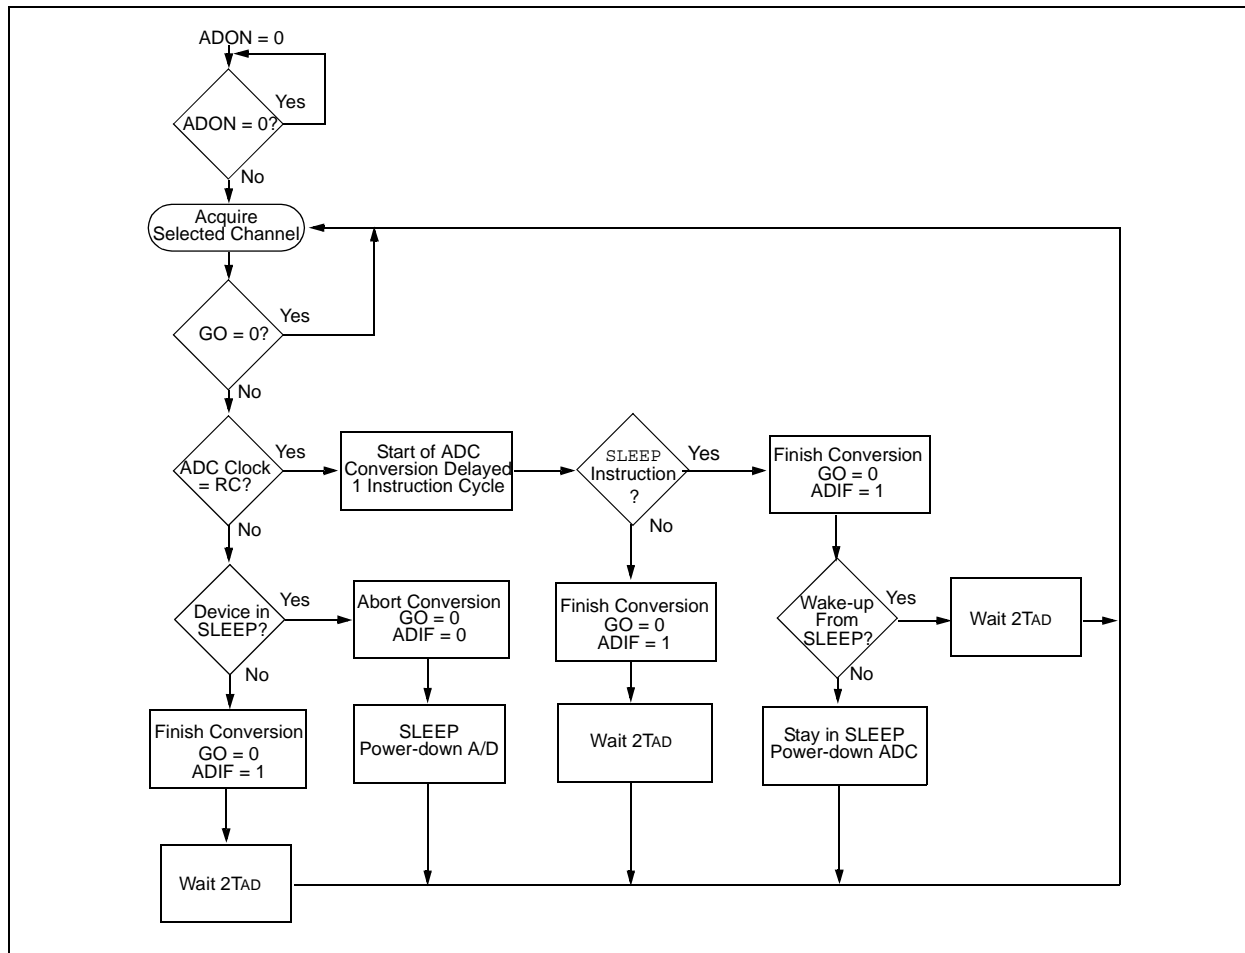 ADON = 0
Yes
ADON = 0?
No
Acquire
Selected Channel
Yes
GO = 0?
No
Yes
ADC Clock
= RC?
No
Start of ADC
Conversion Delayed
1 Instruction Cycle
SLEEP
Instruction
?
Yes
No
Finish Conversion
GO = 0
ADIF = 1
Device in
SLEEP?
Yes
No
Abort Conversion
GO = 0
ADIF = 0
Finish Conversion
GO = 0
ADIF = 1
Wake-up
From
SLEEP?
Yes
No
Wait 2TAD
Finish Conversion
GO = 0
ADIF = 1
SLEEP
Power-down A/D
Wait 2TAD
Stay in SLEEP
Power-down ADC
Wait 2TAD